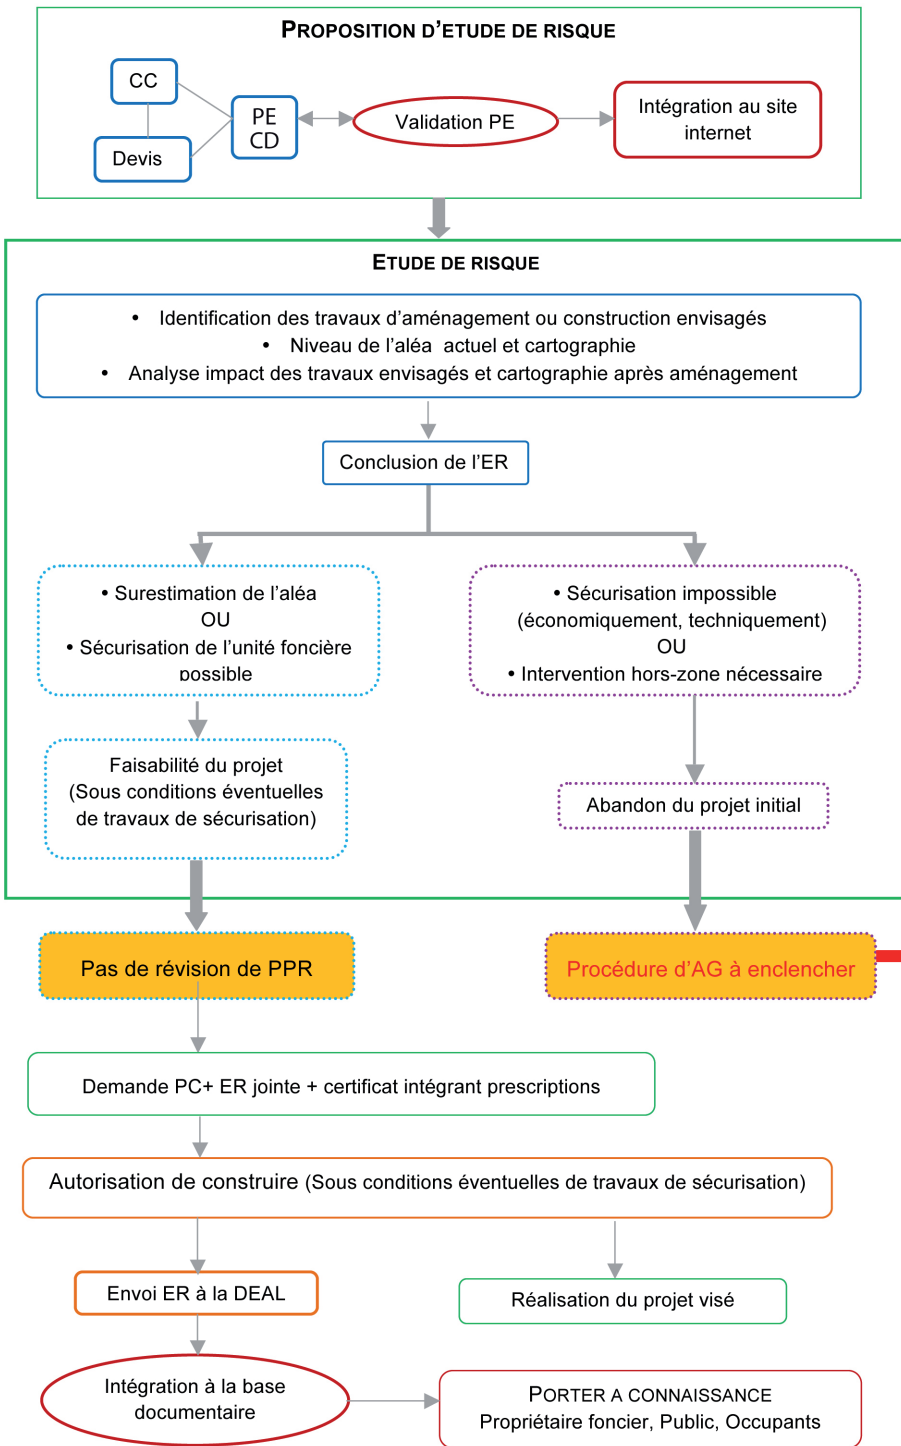 PROPOSITION D'ETUDE DE RISQUE
CC
Devis
PE
CD
Validation PE
Intégration au site
internet
ETUDE DE RISQUE
• Identification des travaux d'aménagement ou construction envisagés
• Niveau de l'aléa actuel et cartographie
• Analyse impact des travaux envisagés et cartographie après aménagement
Conclusion de l'ER
• Surestimation de l'aléa
OU
• Sécurisation de l'unité foncière
possible
• Sécurisation impossible
(économiquement, techniquement)
OU
• Intervention hors-zone nécessaire
Faisabilité du projet
(Sous conditions éventuelles
de travaux de sécurisation)
Abandon du projet initial
Pas de révision de PPR
Procédure d'AG à enclencher
Demande PC+ ER jointe + certificat intégrant prescriptions
Autorisation de construire (Sous conditions éventuelles de travaux de sécurisation)
Envoi ER à la DEAL
Réalisation du projet visé
Intégration à la base
documentaire
PORTER A CONNAISSANCE
Propriétaire foncier, Public, Occupants